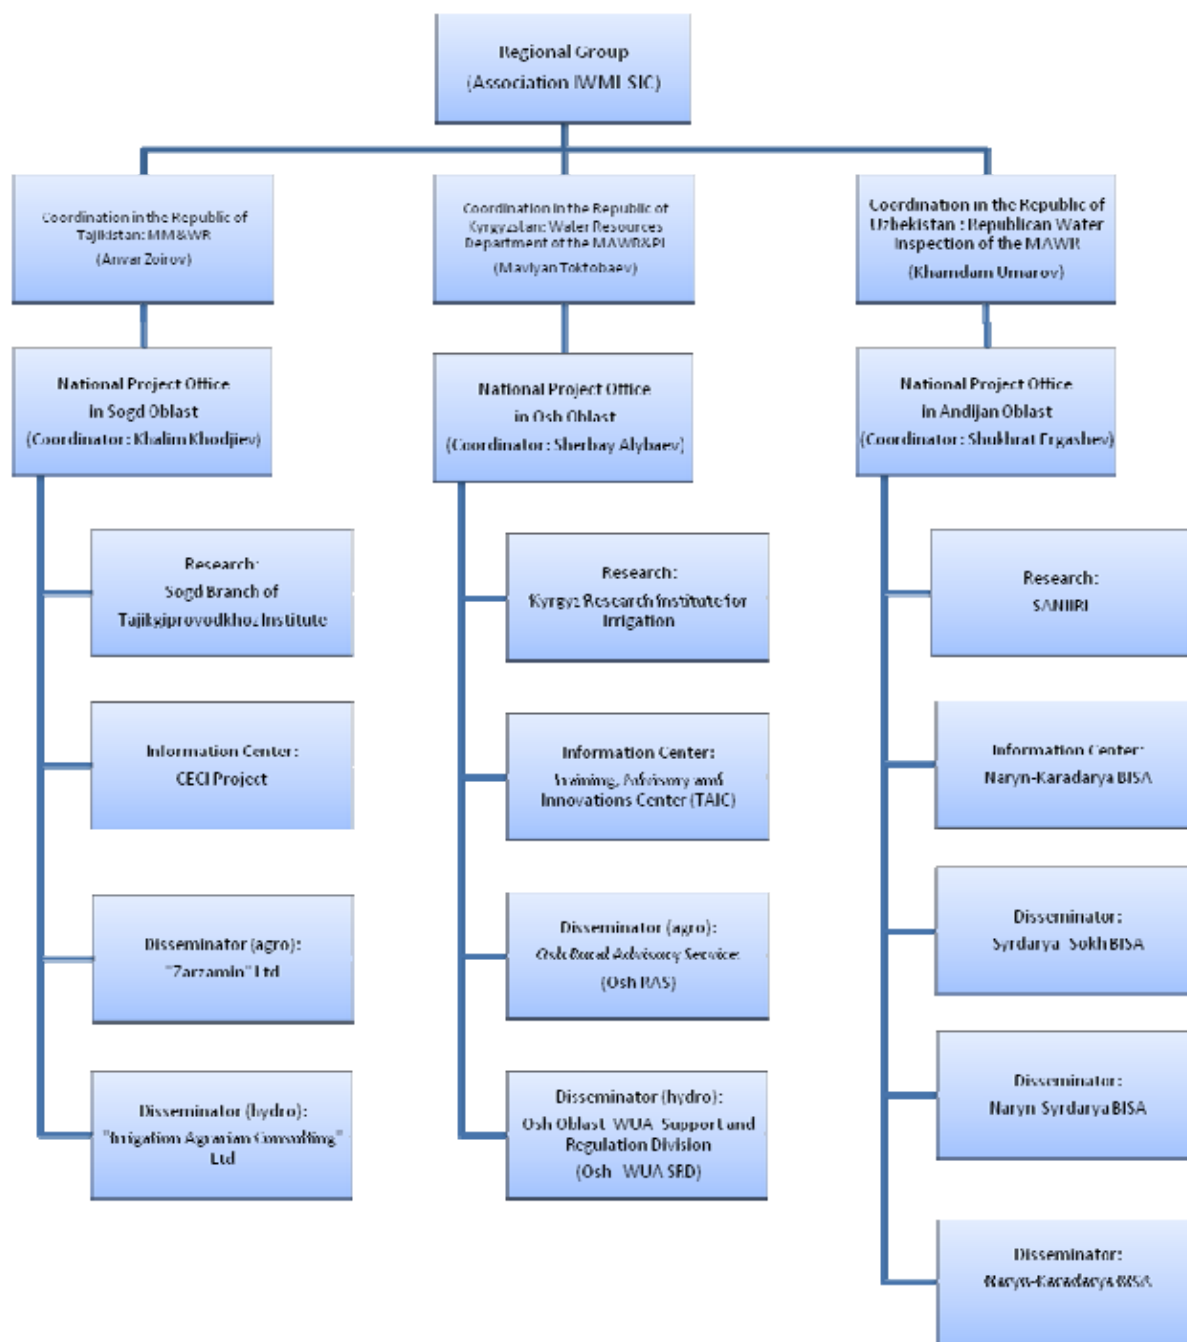 Regional Group
(Association IWMI SIC)
Coordination in the Republic of
Tajikistan: MM&WR
(Anvar Zoirov)
Coordination in the Republic of
Kyrgyzstan: Water Resources
Department of the MAWR&PI
(Mavlyan Toktobaev)
Coordination in the Republic of
Uzbekistan : Republican Water
Inspection of the MAWR
(Khamdam Umarov)
National Project Office
in Sogd Oblast
(Coordinator: Khalim Khodjiev)
National Project Office
in Osh Oblast
(Coordinator: Sherbay Alybaev)
National Project Office
in Andijan Oblast
(Coordinator: Shukhrat Ergashev)
Research:
Sogd Branch of
Tajikgiprovodkhoz Institute
Information Center:
CECI Project
Disseminator (agro):
"Zarzamin" Ltd
Disseminator (hydro):
"Irrigation Agrarian Consulting"
Ltd
Research:
Kyrgyz Research Institute for
Irrigation
Information Center:
Training, Advisory and
Innovations Center (TAIC)
Disseminator (agro):
Osh Rural Advisory Service
(Osh RAS)
Disseminator (hydro):
Osh Oblast WUA Support and
Regulation Division
(Osh WUA SRD)
Research:
SANIIRI
Information Center:
Naryn-Karadarya BISA
Disseminator:
Syrdarya Sokh BISA
Disseminator:
Naryn-Syrdarya BISA
Disseminator:
Naryn-Karadarya BISA